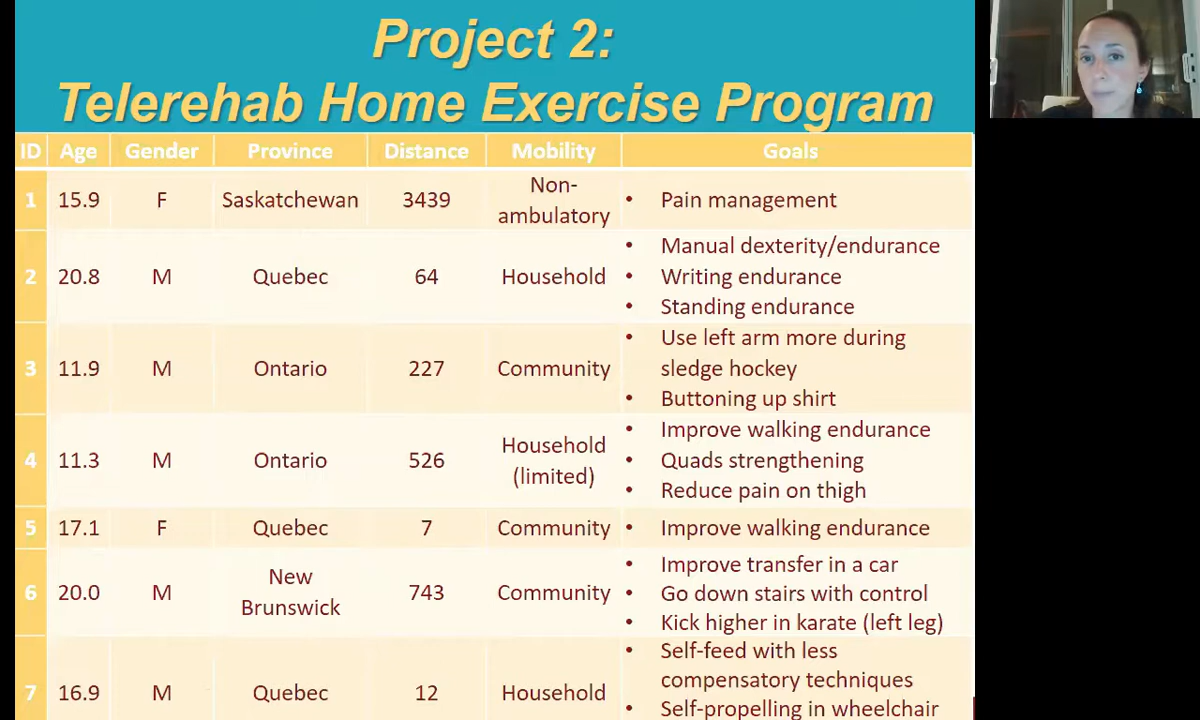 Project 2:
Telerehab Home Exercise Program
ID Age Gender Province Distance Mobility Goals
1 15.9 F Saskatchewan 3439 Non-
ambulatory
• Pain management
2 20.8 M Quebec 64 Household
• Manual dexterity/endurance
• Writing endurance
• Standing endurance
3 11.9 M Ontario 227 Community
• Use left arm more during
sledge hockey
• Buttoning up shirt
4 11.3 M Ontario 526 Household
(limited)
• Improve walking endurance
• Quads strengthening
• Reduce pain on thigh
5 17.1 F Quebec 7 Community
• Improve walking endurance
6 20.0 M New
Brunswick 743 Community
• Improve transfer in a car
• Go down stairs with control
• Kick higher in karate (left leg)
7 16.9 M Quebec 12 Household
• Self-feed with less
compensatory techniques
• Self-propelling in wheelchair